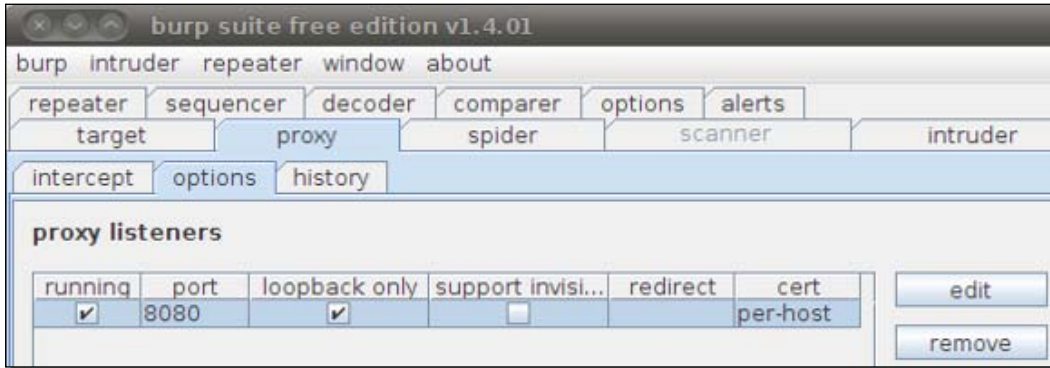 burp suite free edition v1.4.01
burp intruder repeater window about
repeater sequencer decoder comparer options alerts
target proxy spider scanner intruder
intercept options history
proxy listeners
running port loopback only support invisi... redirect cert
8080 per-host
edit
remove